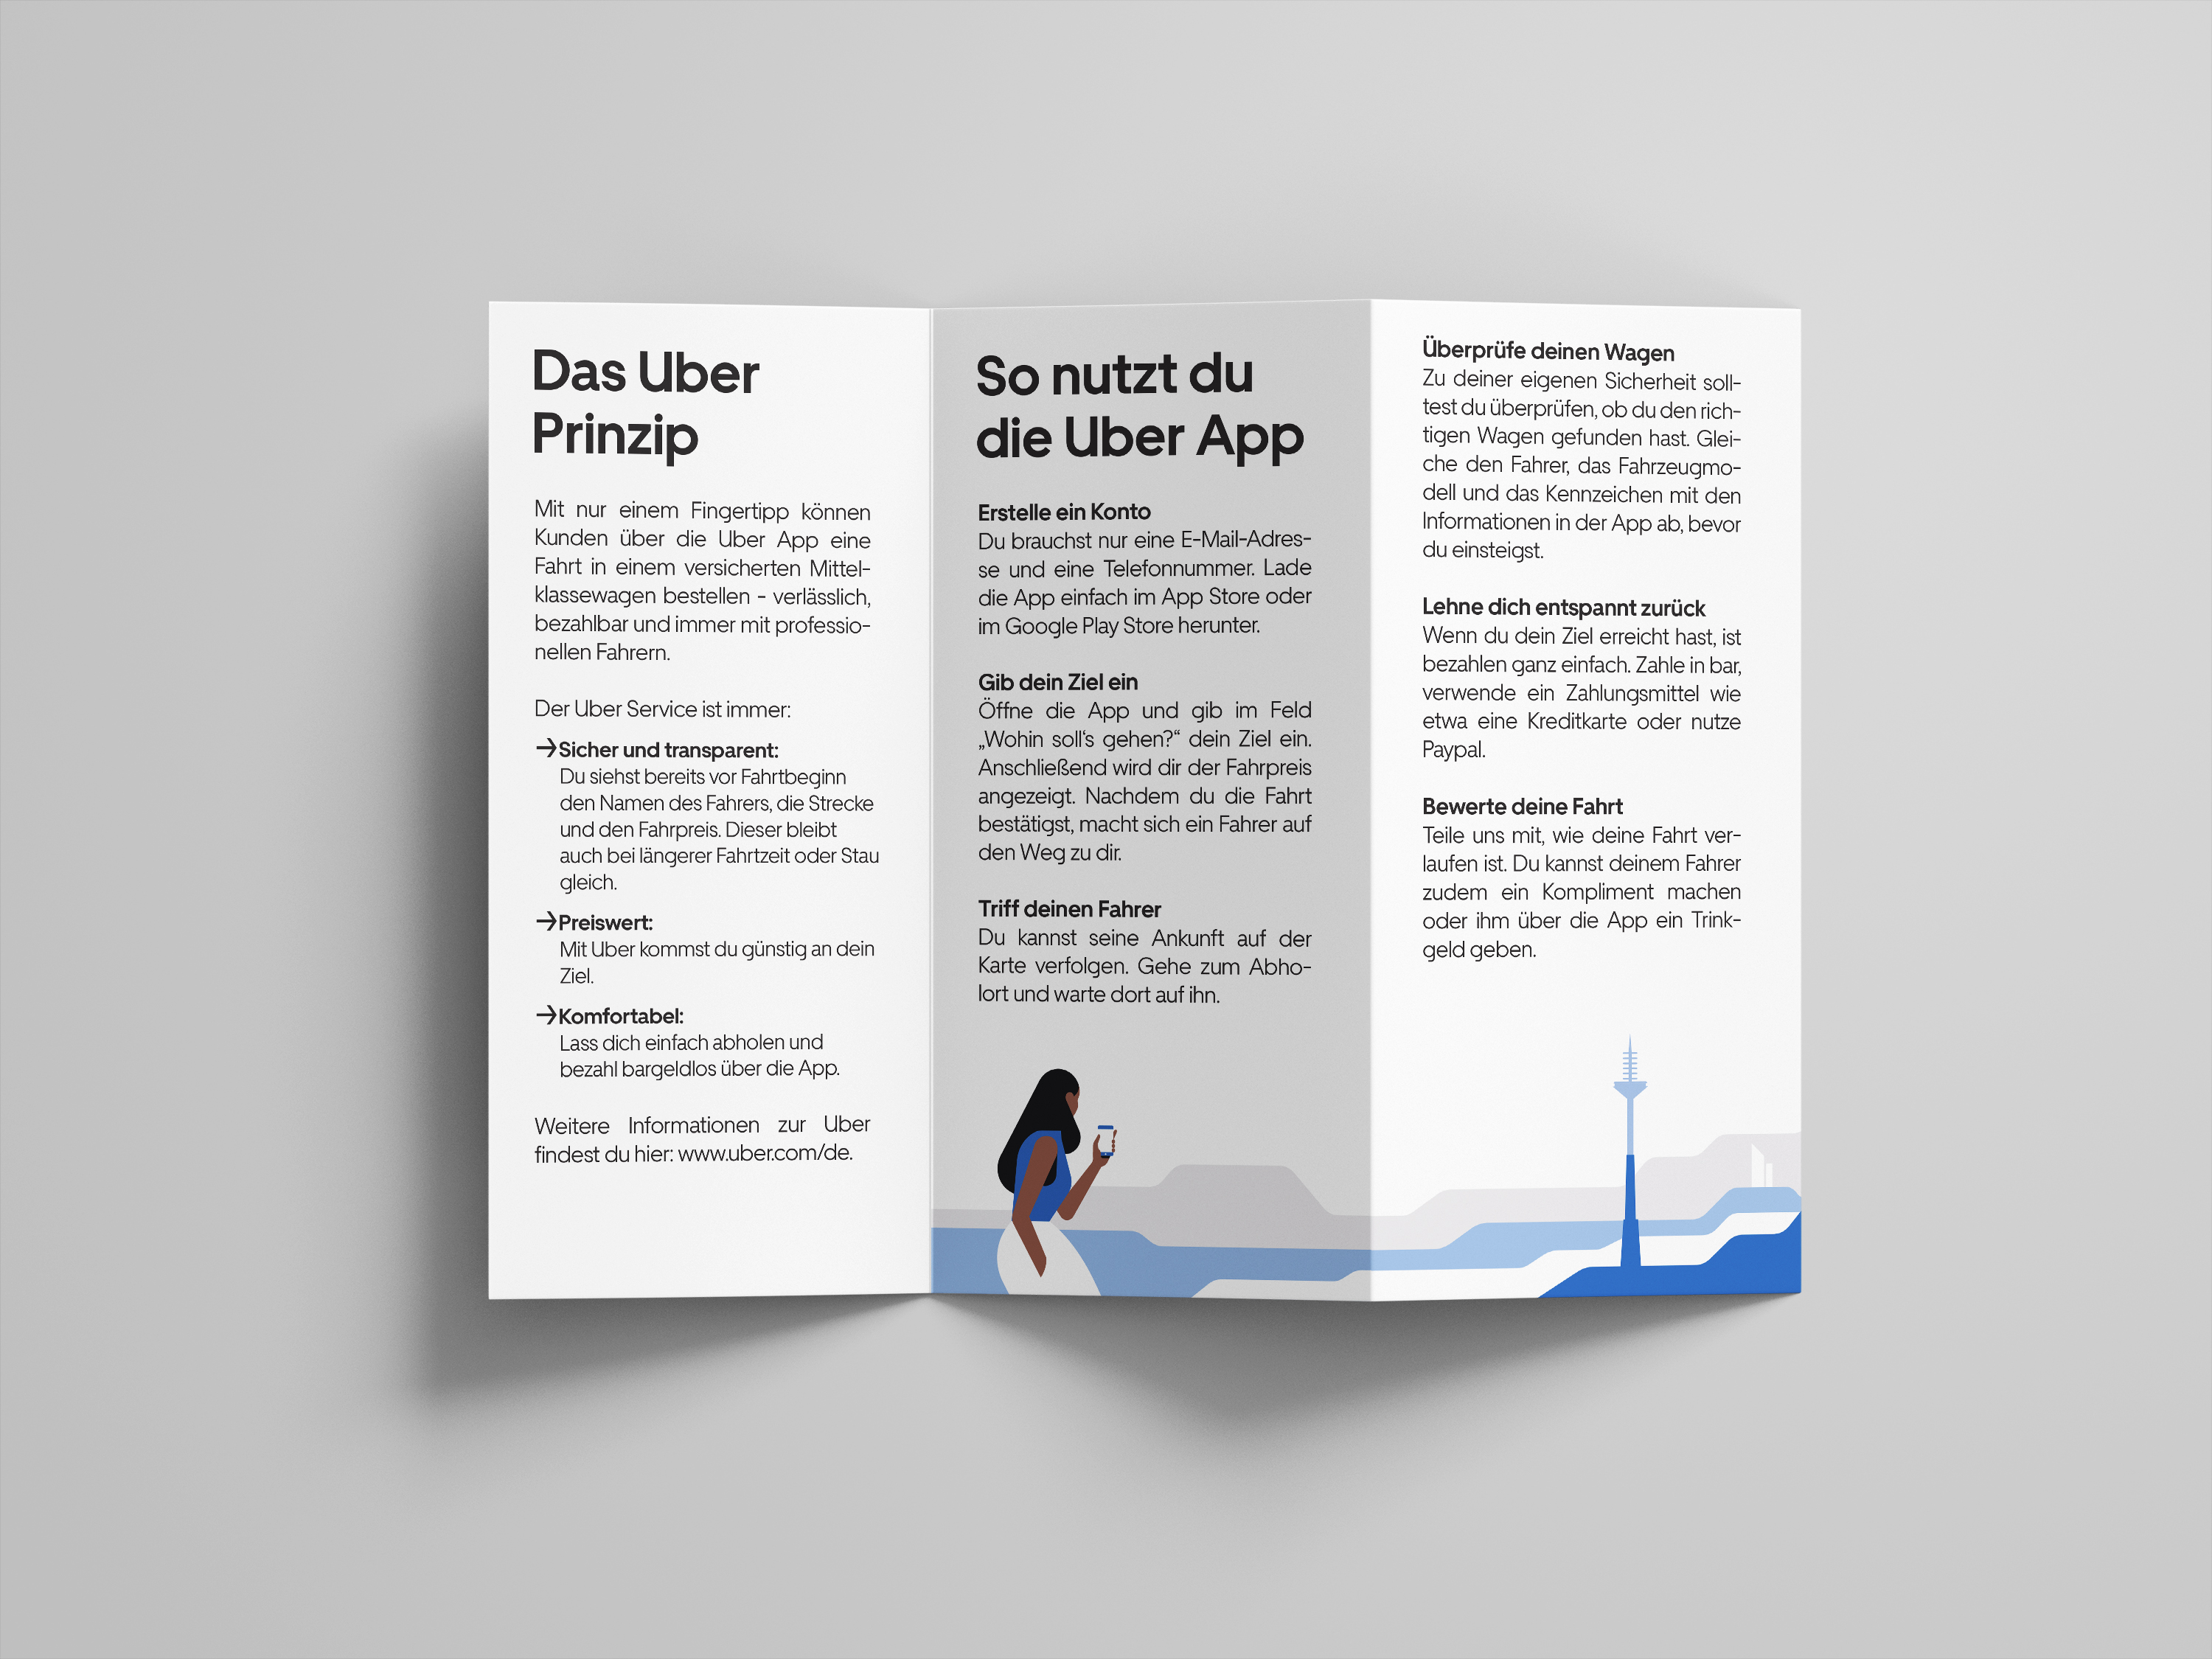 Das Uber
Prinzip
Mit nur einem Fingertipp können
Kunden über die Uber App eine
Fahrt in einem versicherten Mittel-
klassewagen bestellen - verlässlich,
bezahlbar und immer mit professio-
nellen Fahrern.
Der Uber Service ist immer:
→Sicher und transparent:
Du siehst bereits vor Fahrtbeginn
den Namen des Fahrers, die Strecke
und den Fahrpreis. Dieser bleibt
auch bei längerer Fahrtzeit oder Stau
gleich.
→Preiswert:
Mit Uber kommst du günstig an dein
Ziel.
→Komfortabel:
Lass dich einfach abholen und
bezahl bargeldlos über die App.
Weitere Informationen zur Uber
findest du hier: www.uber.com/de.
So nutzt du
die Uber App
Erstelle ein Konto
Du brauchst nur eine E-Mail-Adres-
se und eine Telefonnummer. Lade
die App einfach im App Store oder
im Google Play Store herunter.
Gib dein Ziel ein
Öffne die App und gib im Feld
„Wohin soll‘s gehen?“ dein Ziel ein.
Anschließend wird dir der Fahrpreis
angezeigt. Nachdem du die Fahrt
bestätigst, macht sich ein Fahrer auf
den Weg zu dir.
Triff deinen Fahrer
Du kannst seine Ankunft auf der
Karte verfolgen. Gehe zum Abho-
lort und warte dort auf ihn.
Überprüfe deinen Wagen
Zu deiner eigenen Sicherheit soll-
test du überprüfen, ob du den rich-
tigen Wagen gefunden hast. Glei-
che den Fahrer, das Fahrzeugmo-
dell und das Kennzeichen mit den
Informationen in der App ab, bevor
du einsteigst.
Lehne dich entspannt zurück
Wenn du dein Ziel erreicht hast, ist
bezahlen ganz einfach. Zahle in bar,
verwende ein Zahlungsmittel wie
etwa eine Kreditkarte oder nutze
Paypal.
Bewerte deine Fahrt
Teile uns mit, wie deine Fahrt ver-
laufen ist. Du kannst deinem Fahrer
zudem ein Kompliment machen
oder ihm über die App ein Trink-
geld geben.